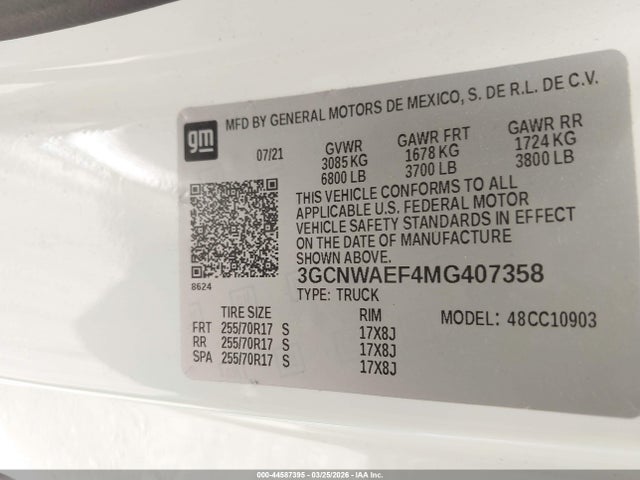 gm
MFD BY GENERAL MOTORS DE MEXICO, S. DE R.L. DE C.V.
07/21 GVWR GAWR FRT GAWR RR
3085 KG 1678 KG 1724 KG
6800 LB 3700 LB 3800 LB
THIS VEHICLE CONFORMS TO ALL
APPLICABLE U.S. FEDERAL MOTOR
VEHICLE SAFETY STANDARDS IN EFFECT
ON THE DATE OF MANUFACTURE
SHOWN ABOVE.
8624
3GCNWAEF4MG407358
TYPE: TRUCK
TIRE SIZE RIM MODEL: 48CC10903
FRT 255/70R17 S 17X8J
RR 255/70R17 S 17X8J
SPA 255/70R17 S 17X8J
000-44587395 - 03/25/2026 - IAA Inc.